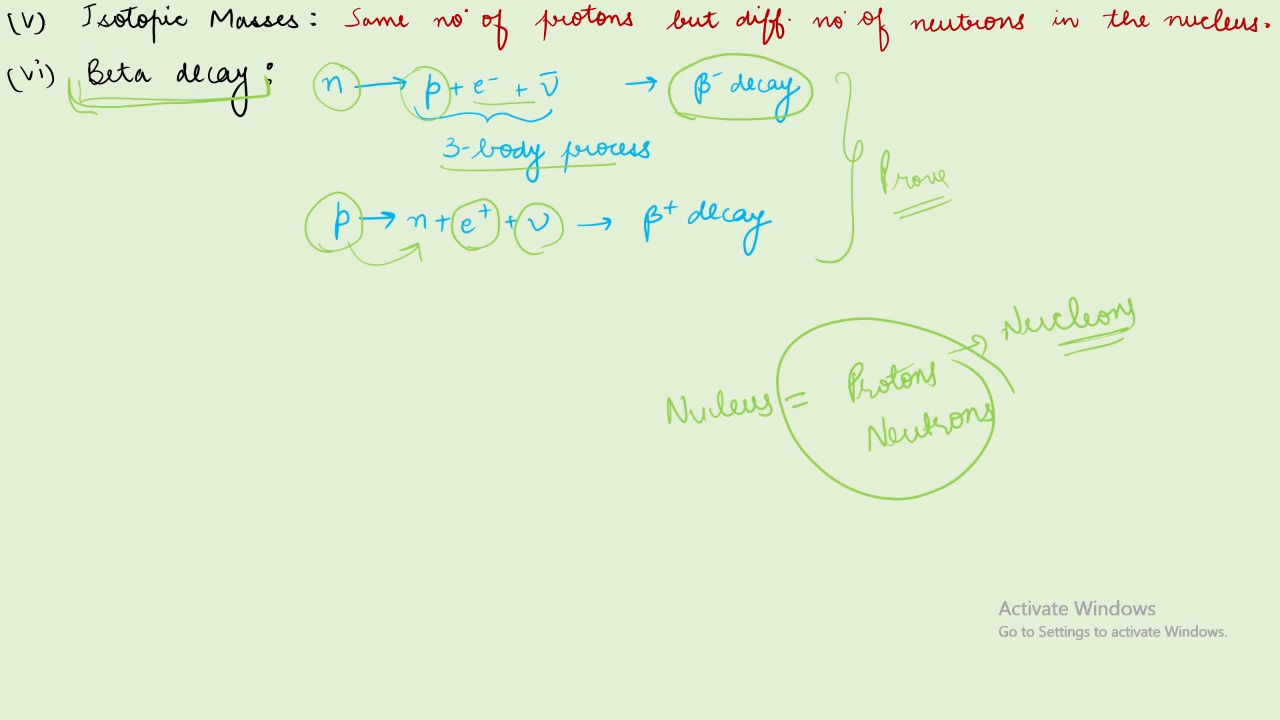 (v) Isotopic Masses: Same no. of protons but diff. no. of neutrons in the nucleus.
(vi) Beta decay: n → p + e⁻ + ν̄ → β⁻ decay
3-body process
Prove
p → n + e⁺ + ν → β⁺ decay
Nucleons
Nucleus = Protons
Neutrons
Activate Windows
Go to Settings to activate Windows.